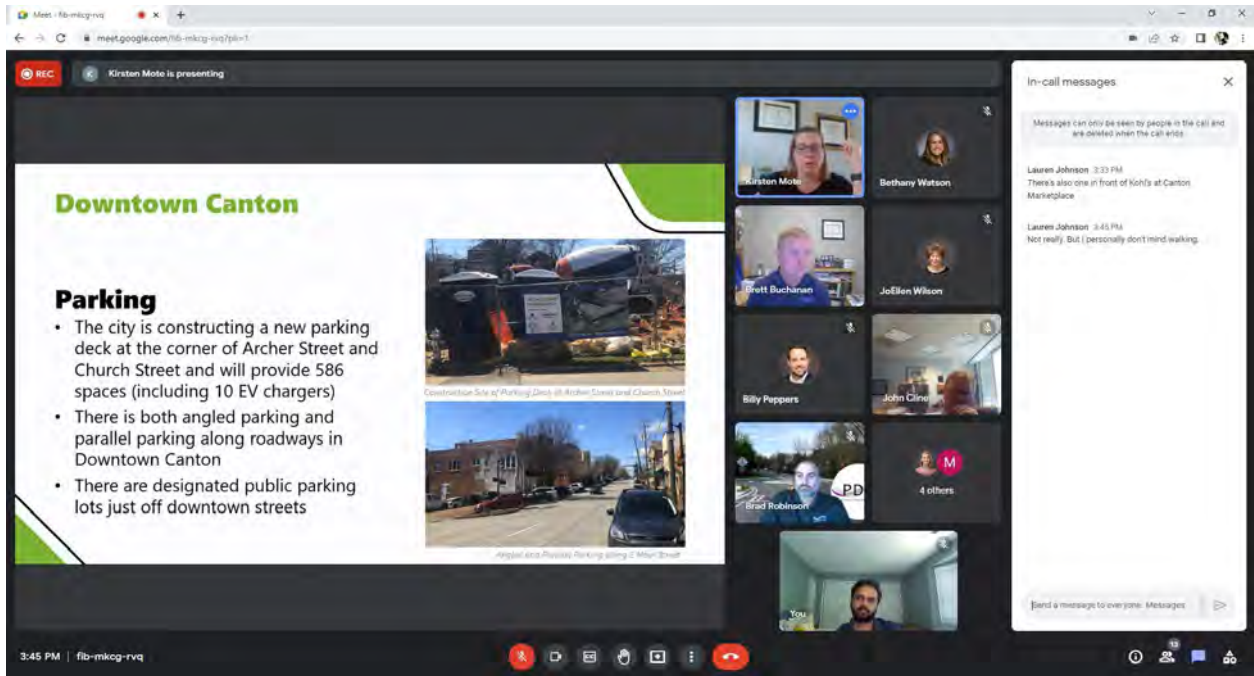 Meet - fib-mkcg-rvq
meet.google.com/fib-mkcg-rvq?pli=1
REC
K
Kirsten Mote is presenting
Downtown Canton
Parking
• The city is constructing a new parking
deck at the corner of Archer Street and
Church Street and will provide 586
spaces (including 10 EV chargers)
• There is both angled parking and
parallel parking along roadways in
Downtown Canton
• There are designated public parking
lots just off downtown streets
Construction Site of Parking Deck at Archer Street and Church Street
Angled and Parallel Parking along E Main Street
Kirsten Mote
Bethany Watson
Brett Buchanan
JoEllen Wilson
Billy Peppers
John Cline
Brad Robinson
PD
M
4 others
You
In-call messages
Messages can only be seen by people in the call and
are deleted when the call ends
Lauren Johnson 3:33 PM
There's also one in front of Kohl's at Canton
Marketplace
Lauren Johnson 3:45 PM
Not really. But i personally don't mind walking.
Send a message to everyone. Messages
3:45 PM | fib-mkcg-rvq
13